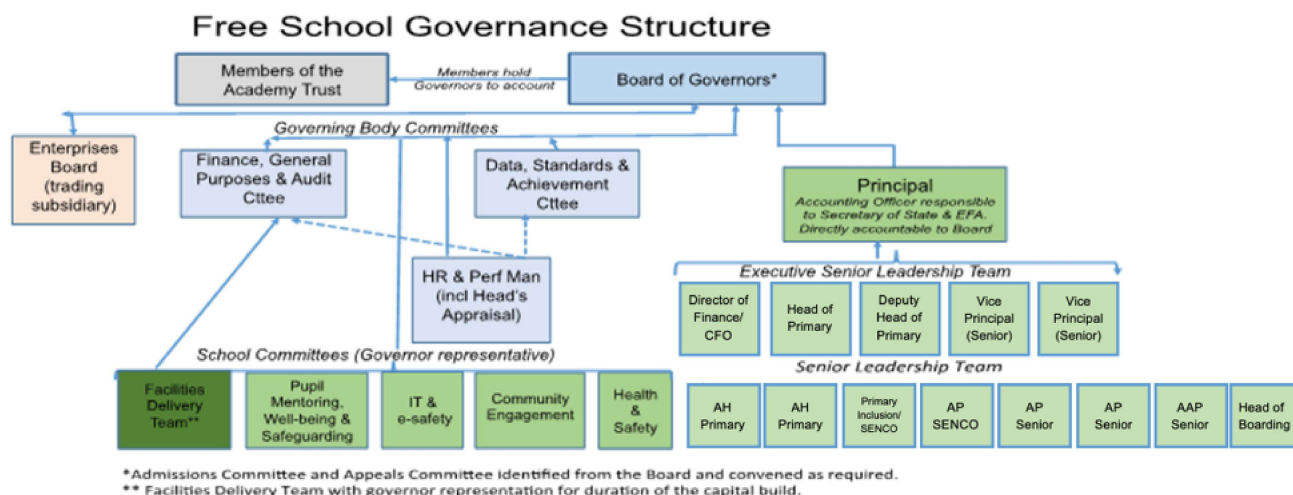 Free School Governance Structure
Members of the
Academy Trust
Members hold
Governors to account
Board of Governors*
Governing Body Committees
Enterprises
Board
(trading
subsidiary)
Finance, General
Purposes & Audit
Cttee
Data, Standards &
Achievement
Cttee
Principal
Accounting Officer responsible
to Secretary of State & EFA.
Directly accountable to Board
HR & Perf Man
(incl Head's
Appraisal)
Executive Senior Leadership Team
Director of
Finance/
CFO
Head of
Primary
Deputy
Head of
Primary
Vice
Principal
(Senior)
Vice
Principal
(Senior)
School Committees (Governor representative)
Senior Leadership Team
Facilities
Delivery
Team**
Pupil
Mentoring,
Well-being &
Safeguarding
IT &
e-safety
Community
Engagement
Health
&
Safety
AH
Primary
AH
Primary
Primary
Inclusion/
SENCO
AP
SENCO
AP
Senior
AP
Senior
AAP
Senior
Head of
Boarding
*Admissions Committee and Appeals Committee identified from the Board and convened as required.
** Facilities Delivery Team with governor representation for duration of the capital build.